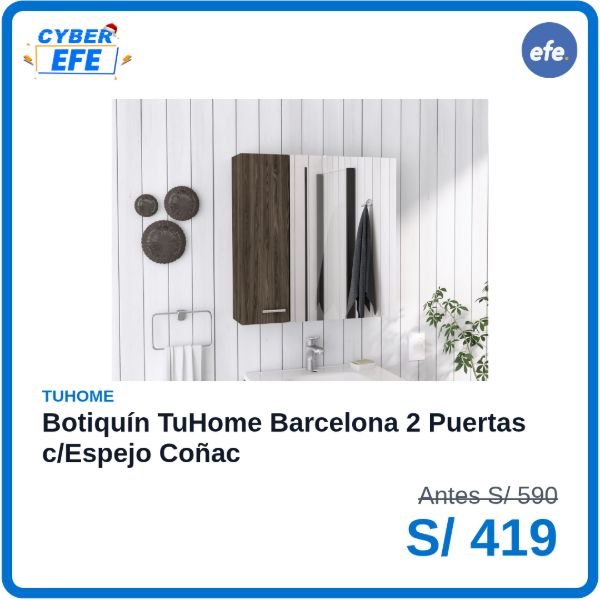 CYBER
EFE
efe.
TUHOME
Botiquín TuHome Barcelona 2 Puertas
c/Espejo Coñac
Antes S/ 590
S/ 419